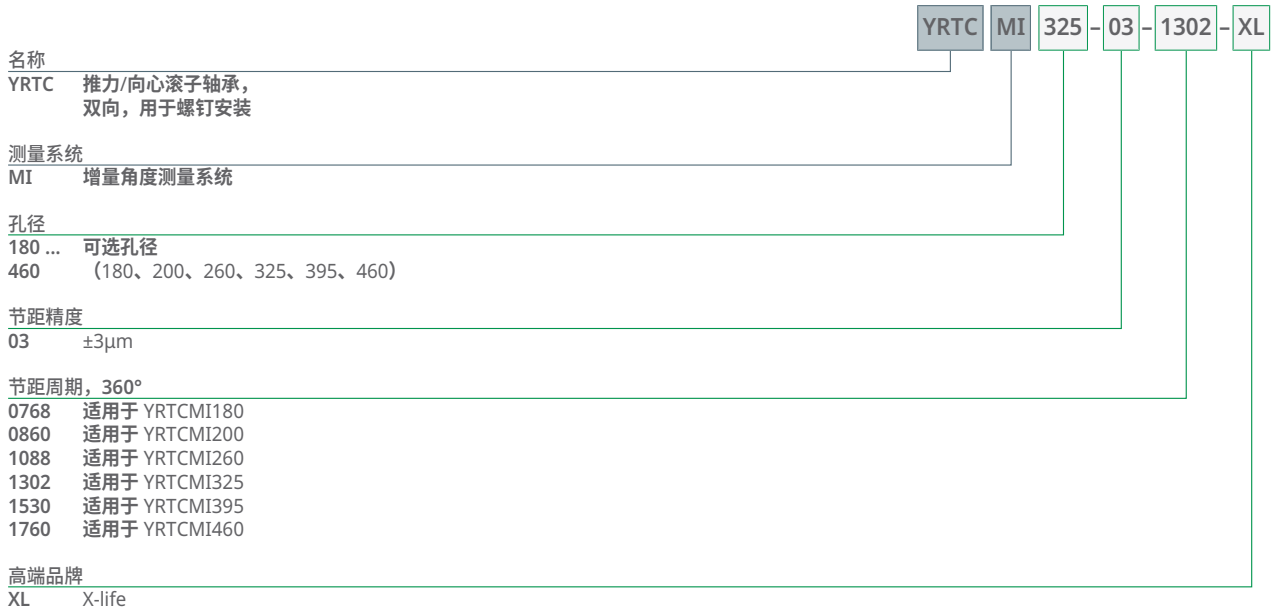 YRTC MI 325 – 03 – 1302 – XL
名称
YRTC 推力/向心滚子轴承，
双向，用于螺钉安装
测量系统
MI 增量角度测量系统
孔径
180 ... 可选孔径
460 （180、200、260、325、395、460）
节距精度
03 ±3µm
节距周期，360°
0768 适用于 YRTCMI180
0860 适用于 YRTCMI200
1088 适用于 YRTCMI260
1302 适用于 YRTCMI325
1530 适用于 YRTCMI395
1760 适用于 YRTCMI460
高端品牌
XL X-life